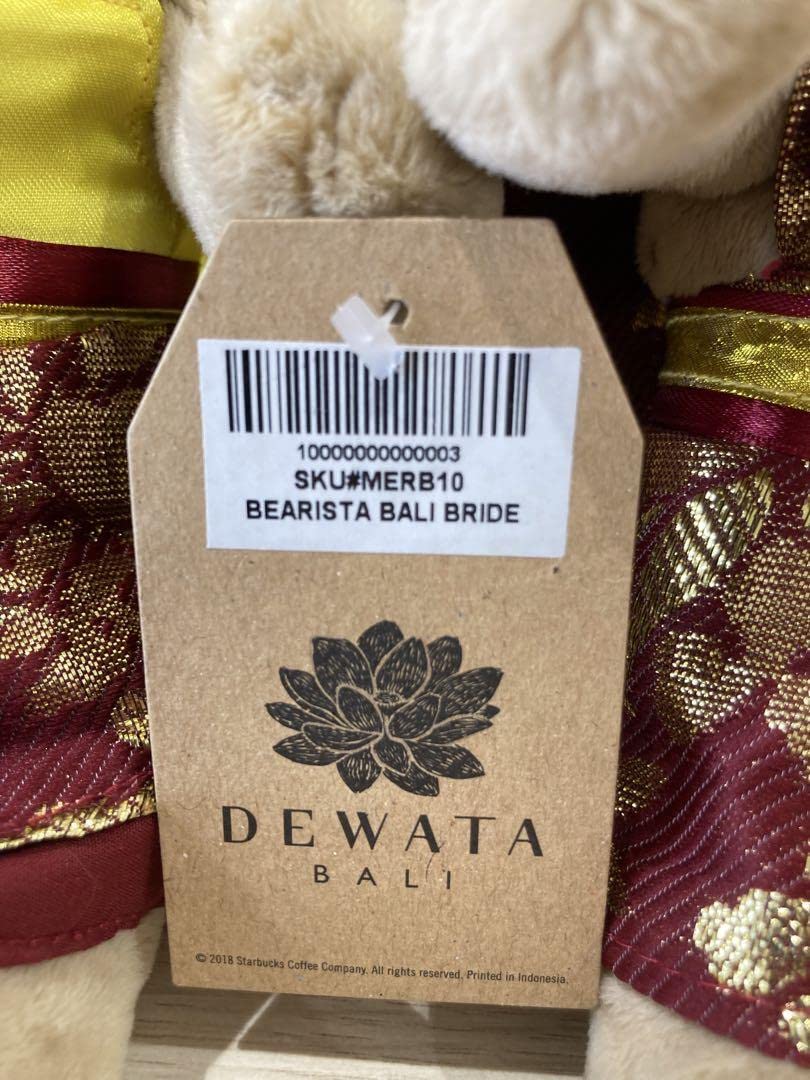 10000000000003
SKU#MERB10
BEARISTA BALI BRIDE
DEWATA
BALI
© 2018 Starbucks Coffee Company. All rights reserved. Printed in Indonesia.